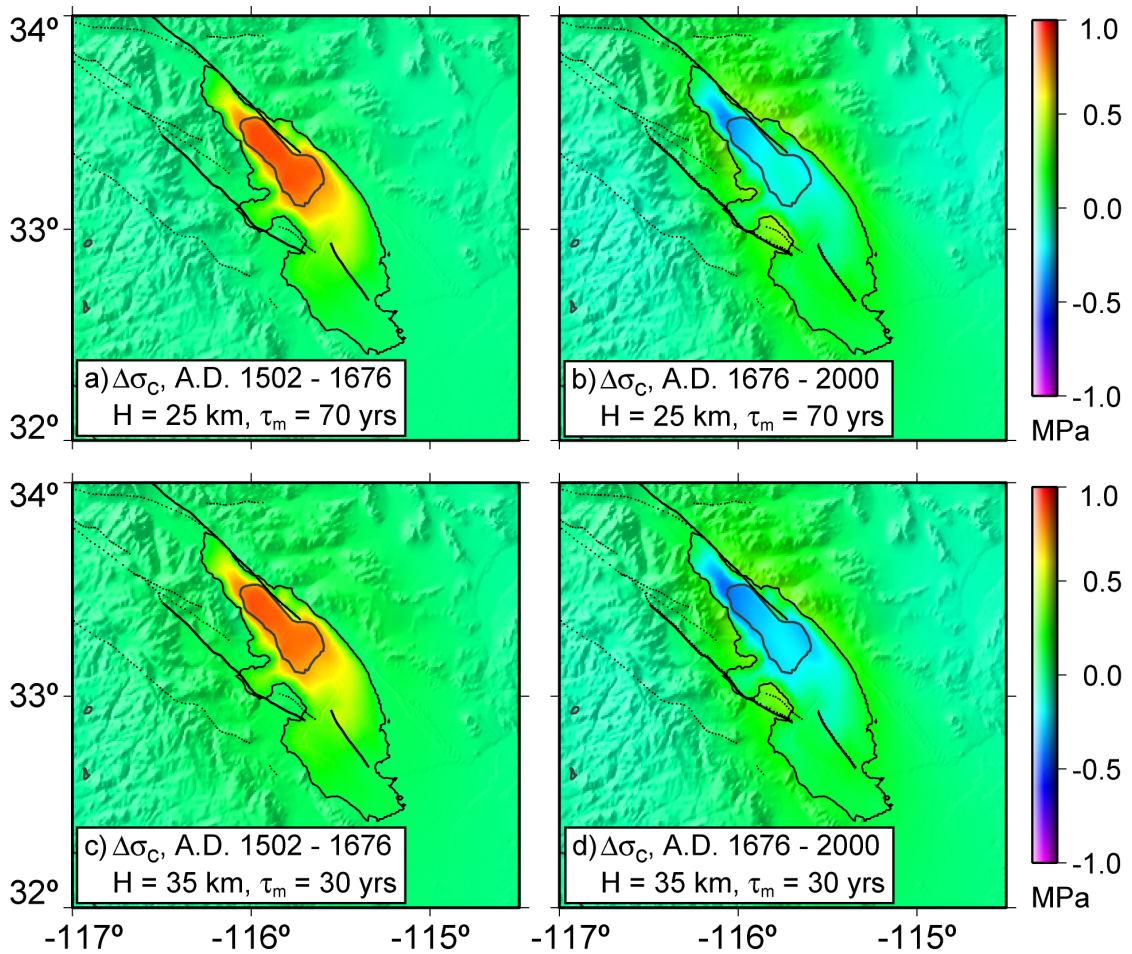 34º
33º
32º
a) Δσc, A.D. 1502 - 1676
H = 25 km, τm = 70 yrs
b) Δσc, A.D. 1676 - 2000
H = 25 km, τm = 70 yrs
1.0
0.5
0.0
-0.5
-1.0
MPa
34º
33º
32º
c) Δσc, A.D. 1502 - 1676
H = 35 km, τm = 30 yrs
d) Δσc, A.D. 1676 - 2000
H = 35 km, τm = 30 yrs
1.0
0.5
0.0
-0.5
-1.0
MPa
-117º -116º -115º -117º -116º -115º